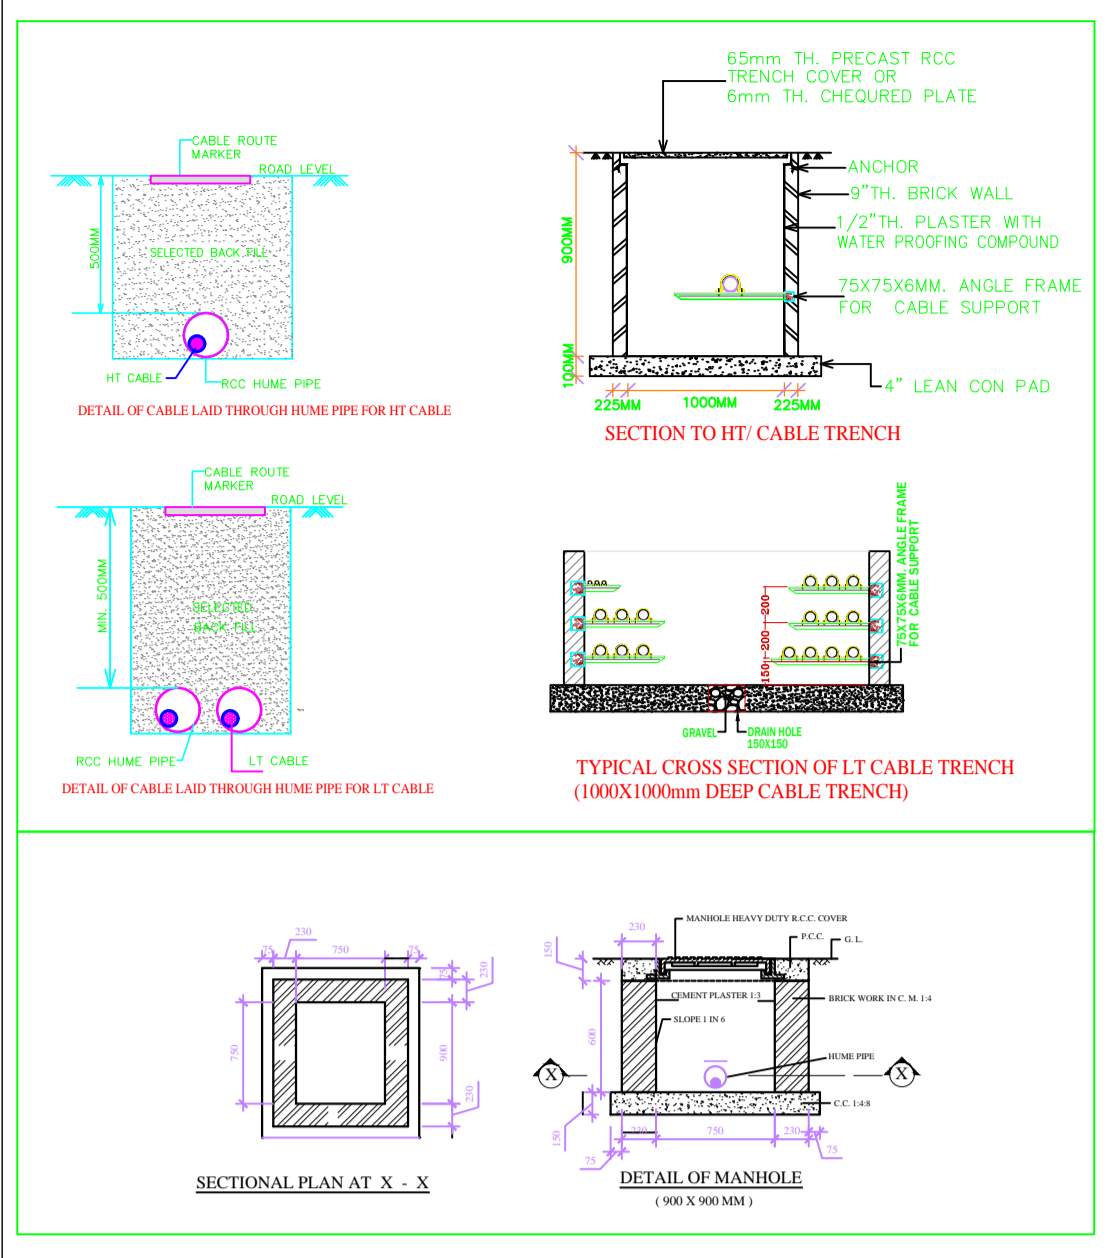 CABLE ROUTE
MARKER
ROAD LEVEL
500MM
SELECTED BACK FILL
HT CABLE
RCC HUME PIPE
DETAIL OF CABLE LAID THROUGH HUME PIPE FOR HT CABLE
65mm TH. PRECAST RCC
TRENCH COVER OR
6mm TH. CHEQURED PLATE
ANCHOR
9"TH. BRICK WALL
1/2"TH. PLASTER WITH
WATER PROOFING COMPOUND
75X75X6MM. ANGLE FRAME
FOR CABLE SUPPORT
4" LEAN CON PAD
900MM
100MM
225MM
1000MM
225MM
SECTION TO HT/ CABLE TRENCH
CABLE ROUTE
MARKER
ROAD LEVEL
MIN. 500MM
SELECTED
BACK FILL
RCC HUME PIPE
LT CABLE
DETAIL OF CABLE LAID THROUGH HUME PIPE FOR LT CABLE
75X75X6MM. ANGLE FRAME
FOR CABLE SUPPORT
200
200
150
GRAVEL
DRAIN HOLE
150X150
TYPICAL CROSS SECTION OF LT CABLE TRENCH
(1000X1000mm DEEP CABLE TRENCH)
230
75
750
75
75
230
750
900
230
SECTIONAL PLAN AT X - X
MANHOLE HEAVY DUTY R.C.C. COVER
230
P.C.C.
G. L.
150
CEMENT PLASTER 1:3
BRICK WORK IN C. M. 1:4
SLOPE 1 IN 6
600
HUME PIPE
X
X
C.C. 1:4:8
150
230
750
230
75
75
DETAIL OF MANHOLE
( 900 X 900 MM )